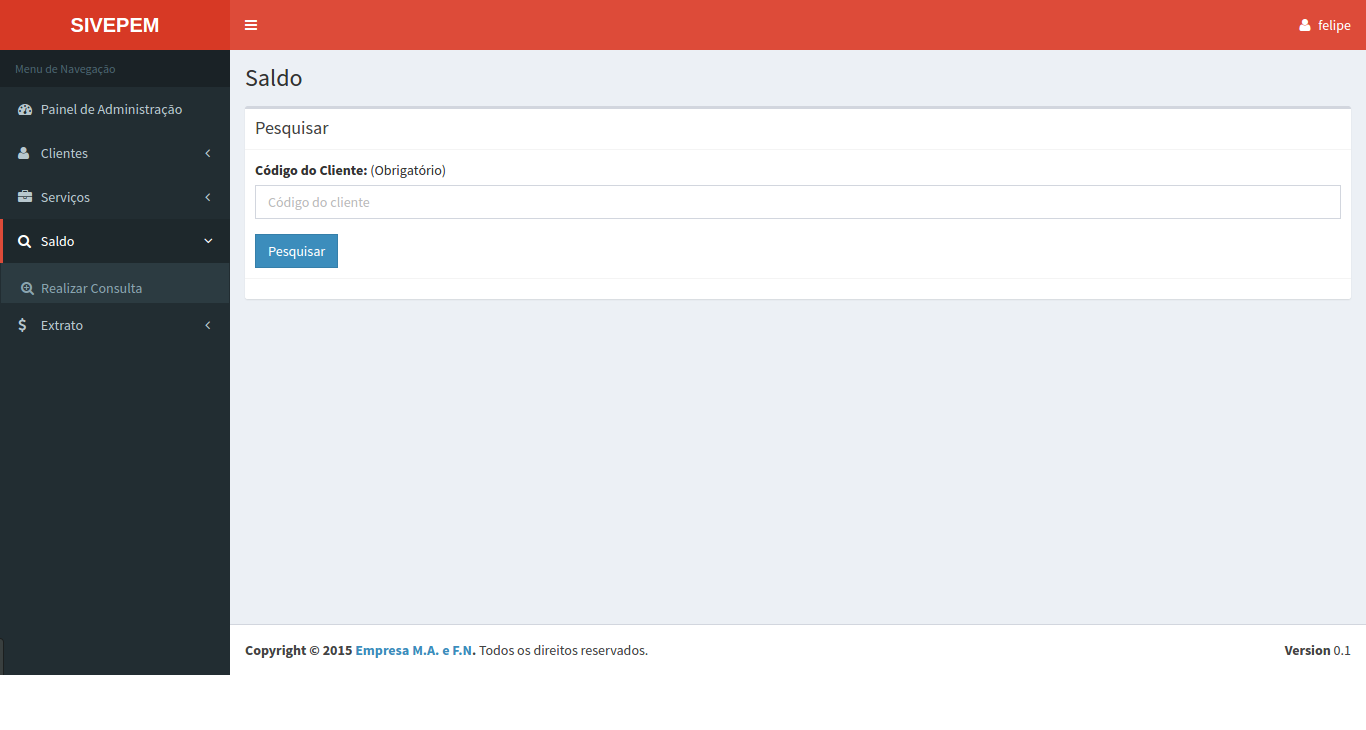 SIVEPEM
felipe
Menu de Navegação
Painel de Administração
Clientes
Serviços
Saldo
Realizar Consulta
Extrato
Saldo
Pesquisar
Código do Cliente: (Obrigatório)
Código do cliente
Pesquisar
Copyright © 2015 Empresa M.A. e F.N. Todos os direitos reservados.
Version 0.1